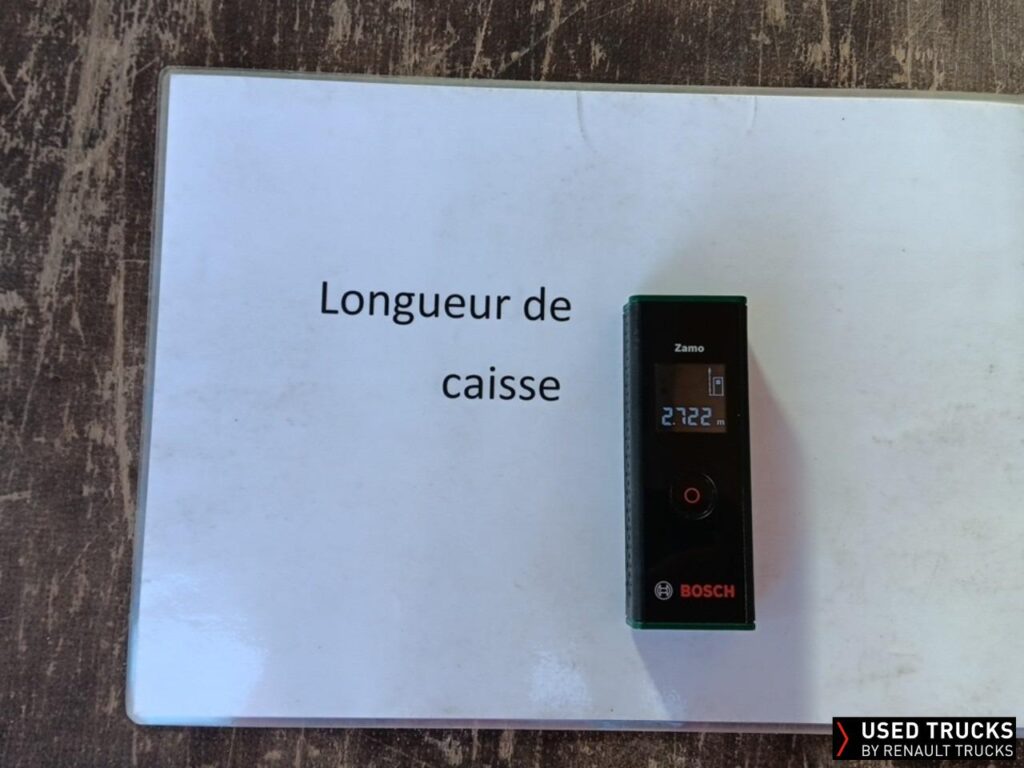 Longueur de
caisse
Zamo
2.722 m
BOSCH
USED TRUCKS
BY RENAULT TRUCKS